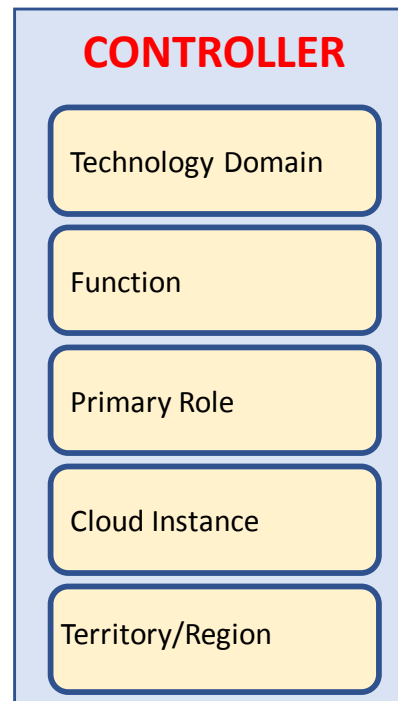 CONTROLLER
Technology Domain
Function
Primary Role
Cloud Instance
Territory/Region